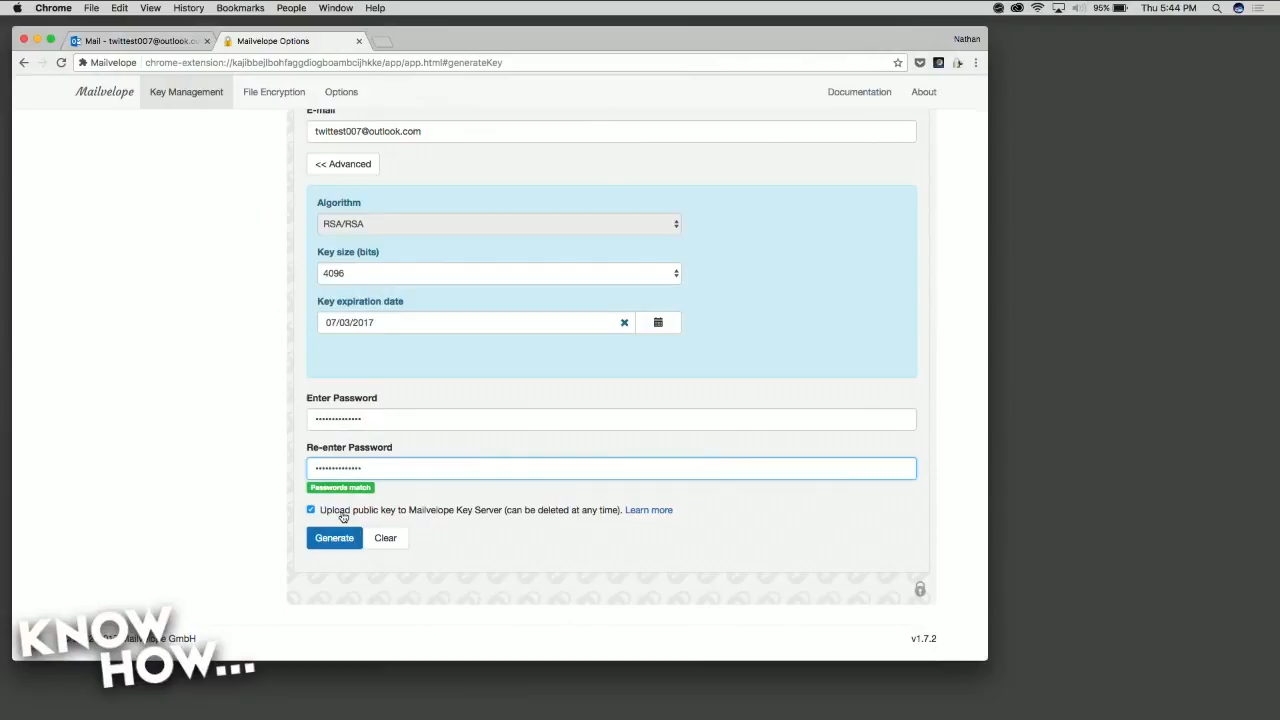 Chrome File Edit View History Bookmarks People Window Help 95% Thu 5:44 PM
Mail - twittest007@outlook.co Mailvelope Options Nathan
Mailvelope chrome-extension://kajibbejlbohfaggdiogboambcijhkke/app/app.html#generateKey
Mailvelope Key Management File Encryption Options Documentation About
E-mail
twittest007@outlook.com
<< Advanced
Algorithm
RSA/RSA
Key size (bits)
4096
Key expiration date
07/03/2017
Enter Password
••••••••••••••
Re-enter Password
••••••••••••••
Passwords match
Upload public key to Mailvelope Key Server (can be deleted at any time). Learn more
Generate Clear
Mailvelope GmbH v1.7.2
KNOW
HOW...